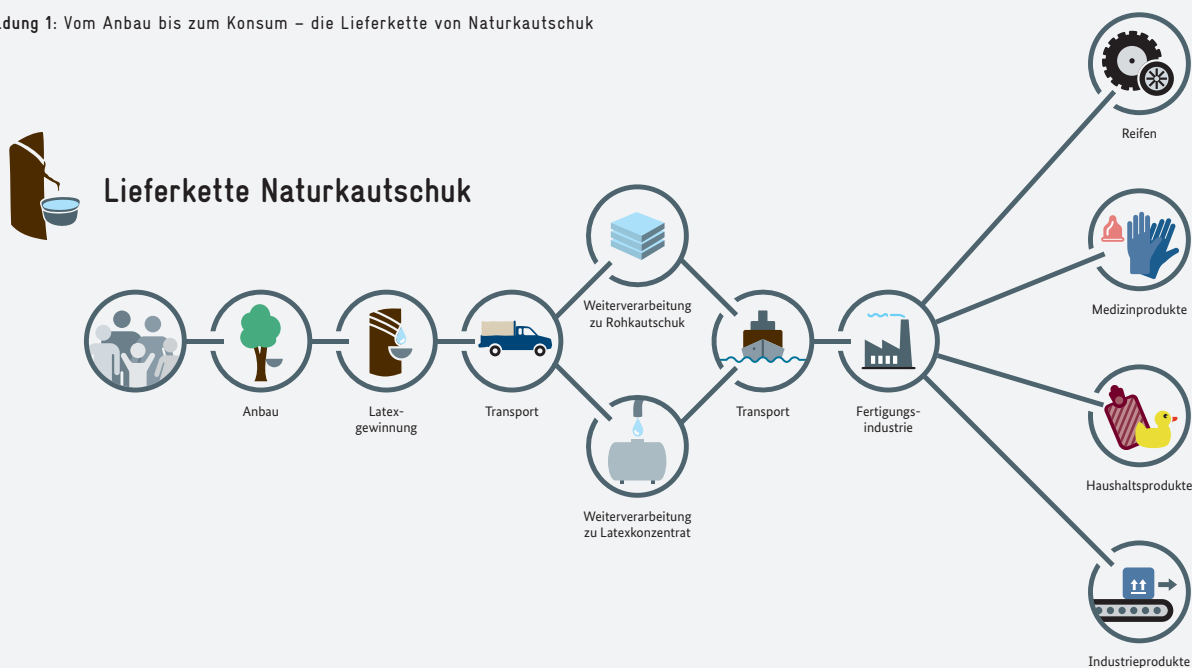 ldung 1: Vom Anbau bis zum Konsum – die Lieferkette von Naturkautschuk
Lieferkette Naturkautschuk
Reifen
Medizinprodukte
Weiterverarbeitung
zu Rohkautschuk
Anbau
Latex-
gewinnung
Transport
Transport
Fertigungs-
industrie
Haushaltsprodukte
Weiterverarbeitung
zu Latexkonzentrat
Industrieprodukte